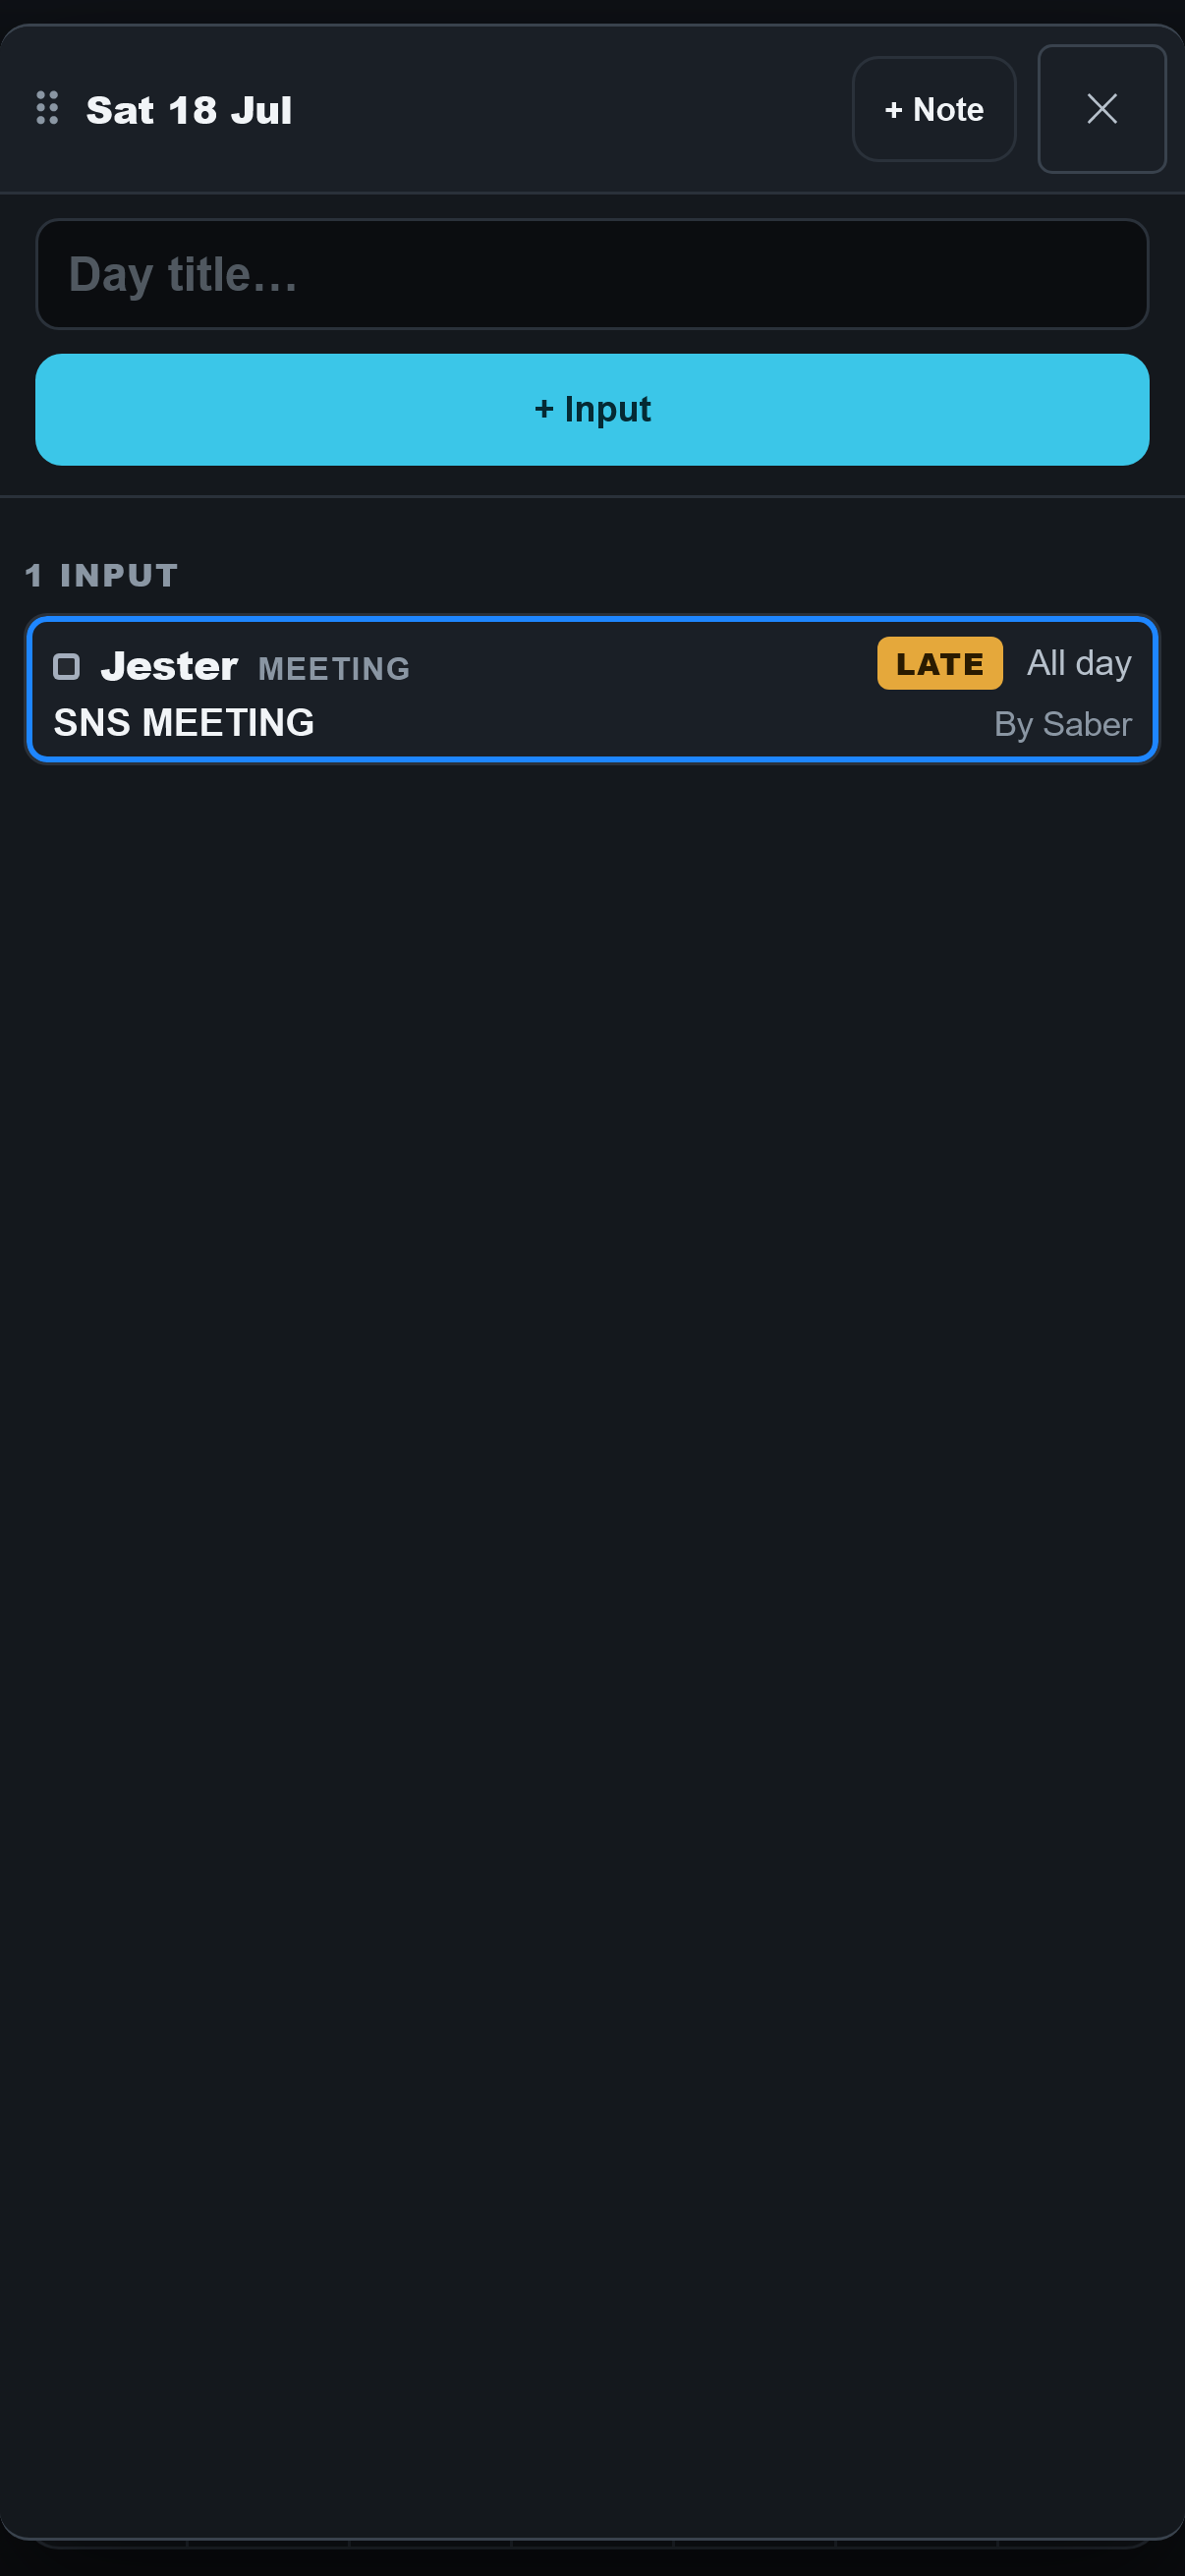 Sat 18 Jul
+ Note
Day title…
+ Input
1 INPUT
Jester MEETING LATE All day
SNS MEETING By Saber